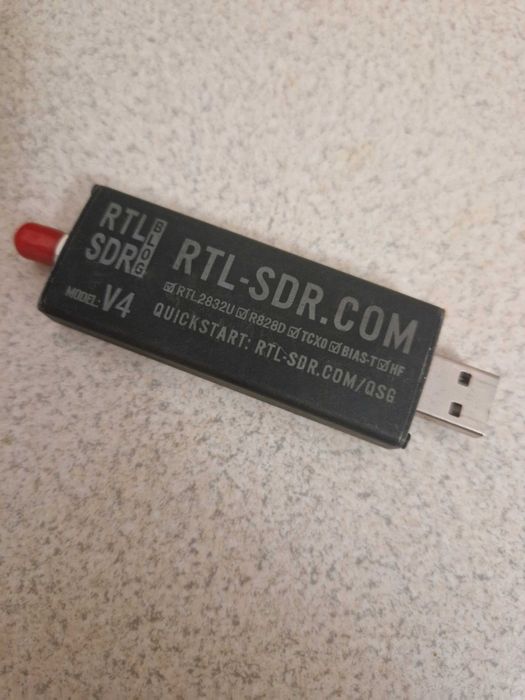 RTL
SDR
BLOG
MODEL: V4
RTL-SDR.COM
☑RTL2832U ☑R828D ☑TCXO ☑BIAS-T ☑HF
QUICKSTART: RTL-SDR.COM/QSG